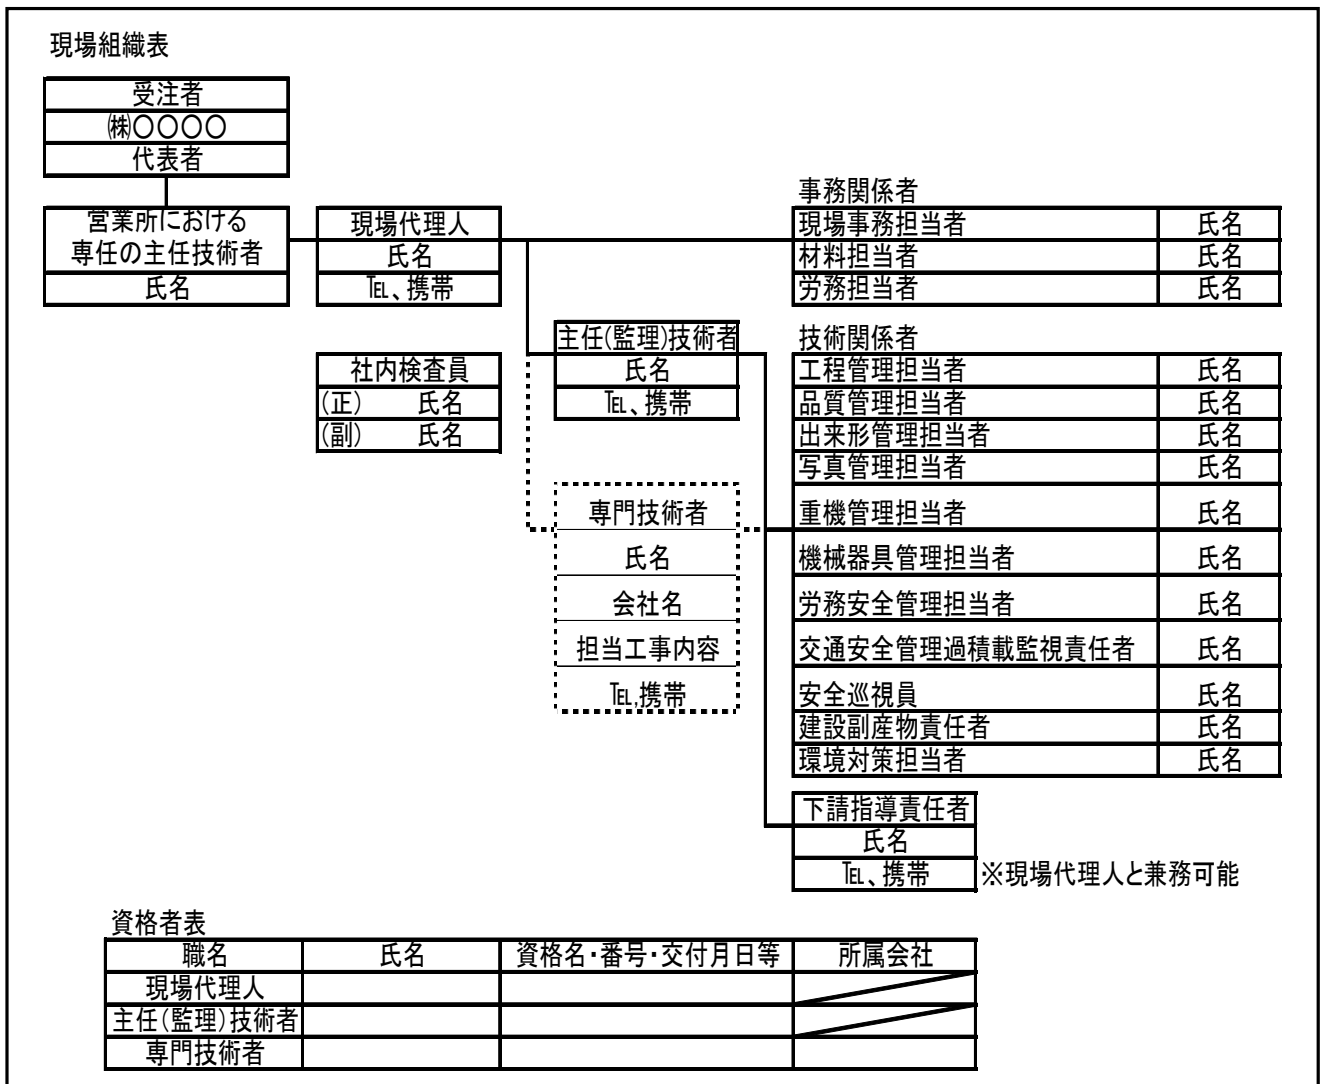 現場組織表
受注者
㈱〇〇〇〇
代表者
営業所における
専任の主任技術者
氏名
現場代理人
氏名
℡、携帯
社内検査員
(正) 氏名
(副) 氏名
主任(監理)技術者
氏名
℡、携帯
専門技術者
氏名
会社名
担当工事内容
℡,携帯
事務関係者
現場事務担当者 氏名
材料担当者 氏名
労務担当者 氏名
技術関係者
工程管理担当者 氏名
品質管理担当者 氏名
出来形管理担当者 氏名
写真管理担当者 氏名
重機管理担当者 氏名
機械器具管理担当者 氏名
労務安全管理担当者 氏名
交通安全管理過積載監視責任者 氏名
安全巡視員 氏名
建設副産物責任者 氏名
環境対策担当者 氏名
下請指導責任者
氏名
℡、携帯 ※現場代理人と兼務可能
資格者表
職名 氏名 資格名・番号・交付月日等 所属会社
現場代理人
主任(監理)技術者
専門技術者